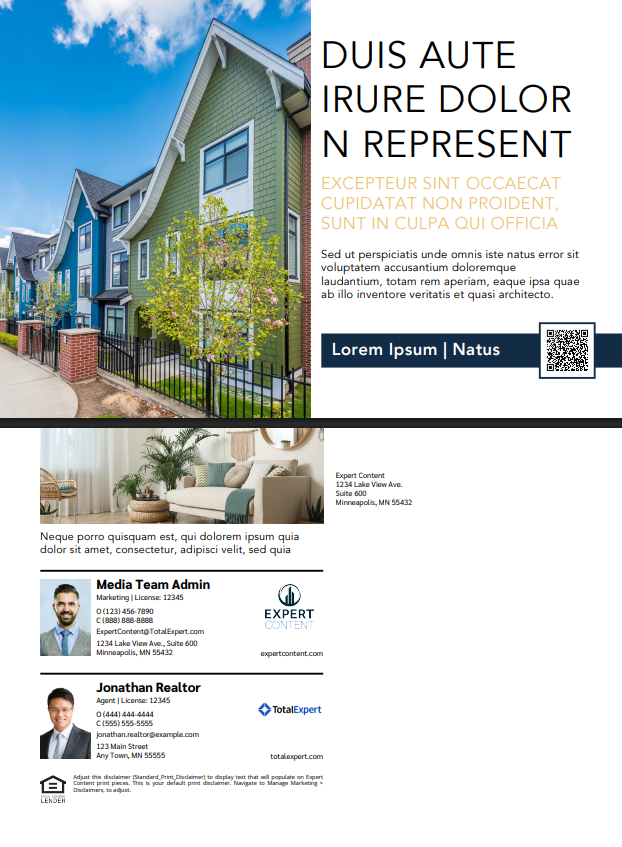 DUIS AUTE
IRURE DOLOR
N REPRESENT
EXCEPTEUR SINT OCCAECAT
CUPIDATAT NON PROIDENT,
SUNT IN CULPA QUI OFFICIA
Sed ut perspiciatis unde omnis iste natus error sit
voluptatem accusantium doloremque
laudantium, totam rem aperiam, eaque ipsa quae
ab illo inventore veritatis et quasi architecto.
Lorem Ipsum | Natus
Expert Content
1234 Lake View Ave.
Suite 600
Minneapolis, MN 55432
Neque porro quisquam est, qui dolorem ipsum quia
dolor sit amet, consectetur, adipisci velit, sed quia
Media Team Admin
Marketing | License: 12345
O (123) 456-7890
C (888) 888-8888
ExpertContent@TotalExpert.com
1234 Lake View Ave., Suite 600
Minneapolis, MN 55432
EXPERT
CONTENT
expertcontent.com
Jonathan Realtor
Agent | License: 12345
O (444) 444-4444
C (555) 555-5555
jonathan.realtor@example.com
123 Main Street
Any Town, MN 55555
TotalExpert
totalexpert.com
Adjust this disclaimer (Standard_Print_Disclaimer) to display text that will populate on Expert
Content print pieces. This is your default print disclaimer. Navigate to Manage Marketing >
Disclaimers, to adjust.
EQUAL HOUSING
LENDER